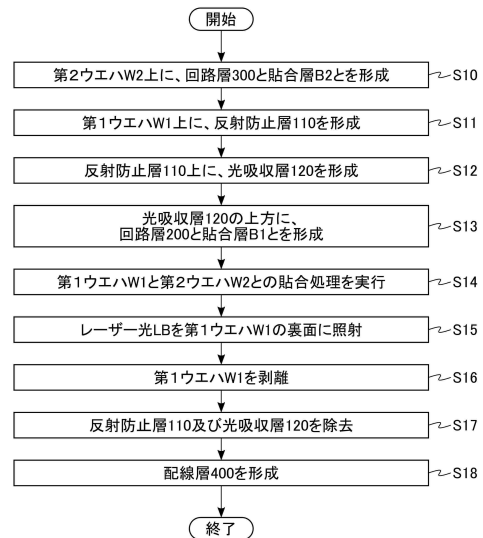 開始
第2ウエハW2上に、回路層300と貼合層B2とを形成
S10
第1ウエハW1上に、反射防止層110を形成
S11
反射防止層110上に、光吸収層120を形成
S12
光吸収層120の上方に、
回路層200と貼合層B1とを形成
S13
第1ウエハW1と第2ウエハW2との貼合処理を実行
S14
レーザー光LBを第1ウエハW1の裏面に照射
S15
第1ウエハW1を剥離
S16
反射防止層110及び光吸収層120を除去
S17
配線層400を形成
S18
終了